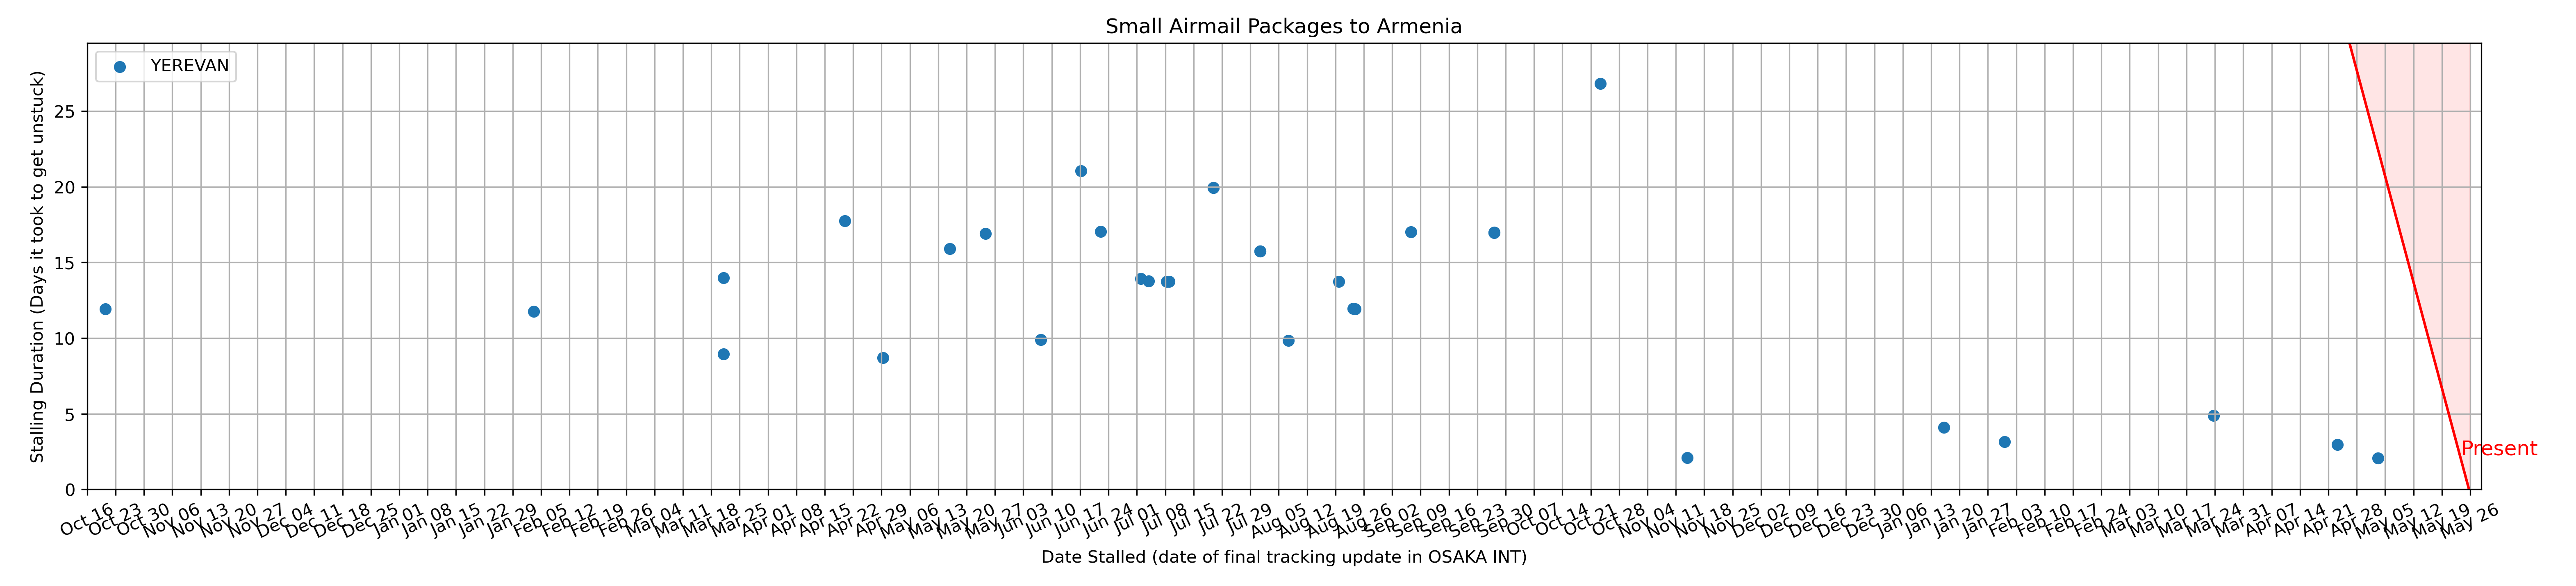 Small Airmail Packages to Armenia
YEREVAN
Stalling Duration (Days it took to get unstuck)
25
20
15
10
5
0
Present
Oct 16 Oct 23 Oct 30 Nov 06 Nov 13 Nov 20 Nov 27 Dec 04 Dec 11 Dec 18 Dec 25 Jan 01 Jan 08 Jan 15 Jan 22 Jan 29 Feb 05 Feb 12 Feb 19 Feb 26 Mar 04 Mar 11 Mar 18 Mar 25 Apr 01 Apr 08 Apr 15 Apr 22 Apr 29 May 06 May 13 May 20 May 27 Jun 03 Jun 10 Jun 17 Jun 24 Jul 01 Jul 08 Jul 15 Jul 22 Jul 29 Aug 05 Aug 12 Aug 19 Aug 26 Sep 02 Sep 09 Sep 16 Sep 23 Sep 30 Oct 07 Oct 14 Oct 21 Oct 28 Nov 04 Nov 11 Nov 18 Nov 25 Dec 02 Dec 09 Dec 16 Dec 23 Dec 30 Jan 06 Jan 13 Jan 20 Jan 27 Feb 03 Feb 10 Feb 17 Feb 24 Mar 03 Mar 10 Mar 17 Mar 24 Mar 31 Apr 07 Apr 14 Apr 21 Apr 28 May 05 May 12 May 19 May 26
Date Stalled (date of final tracking update in OSAKA INT)